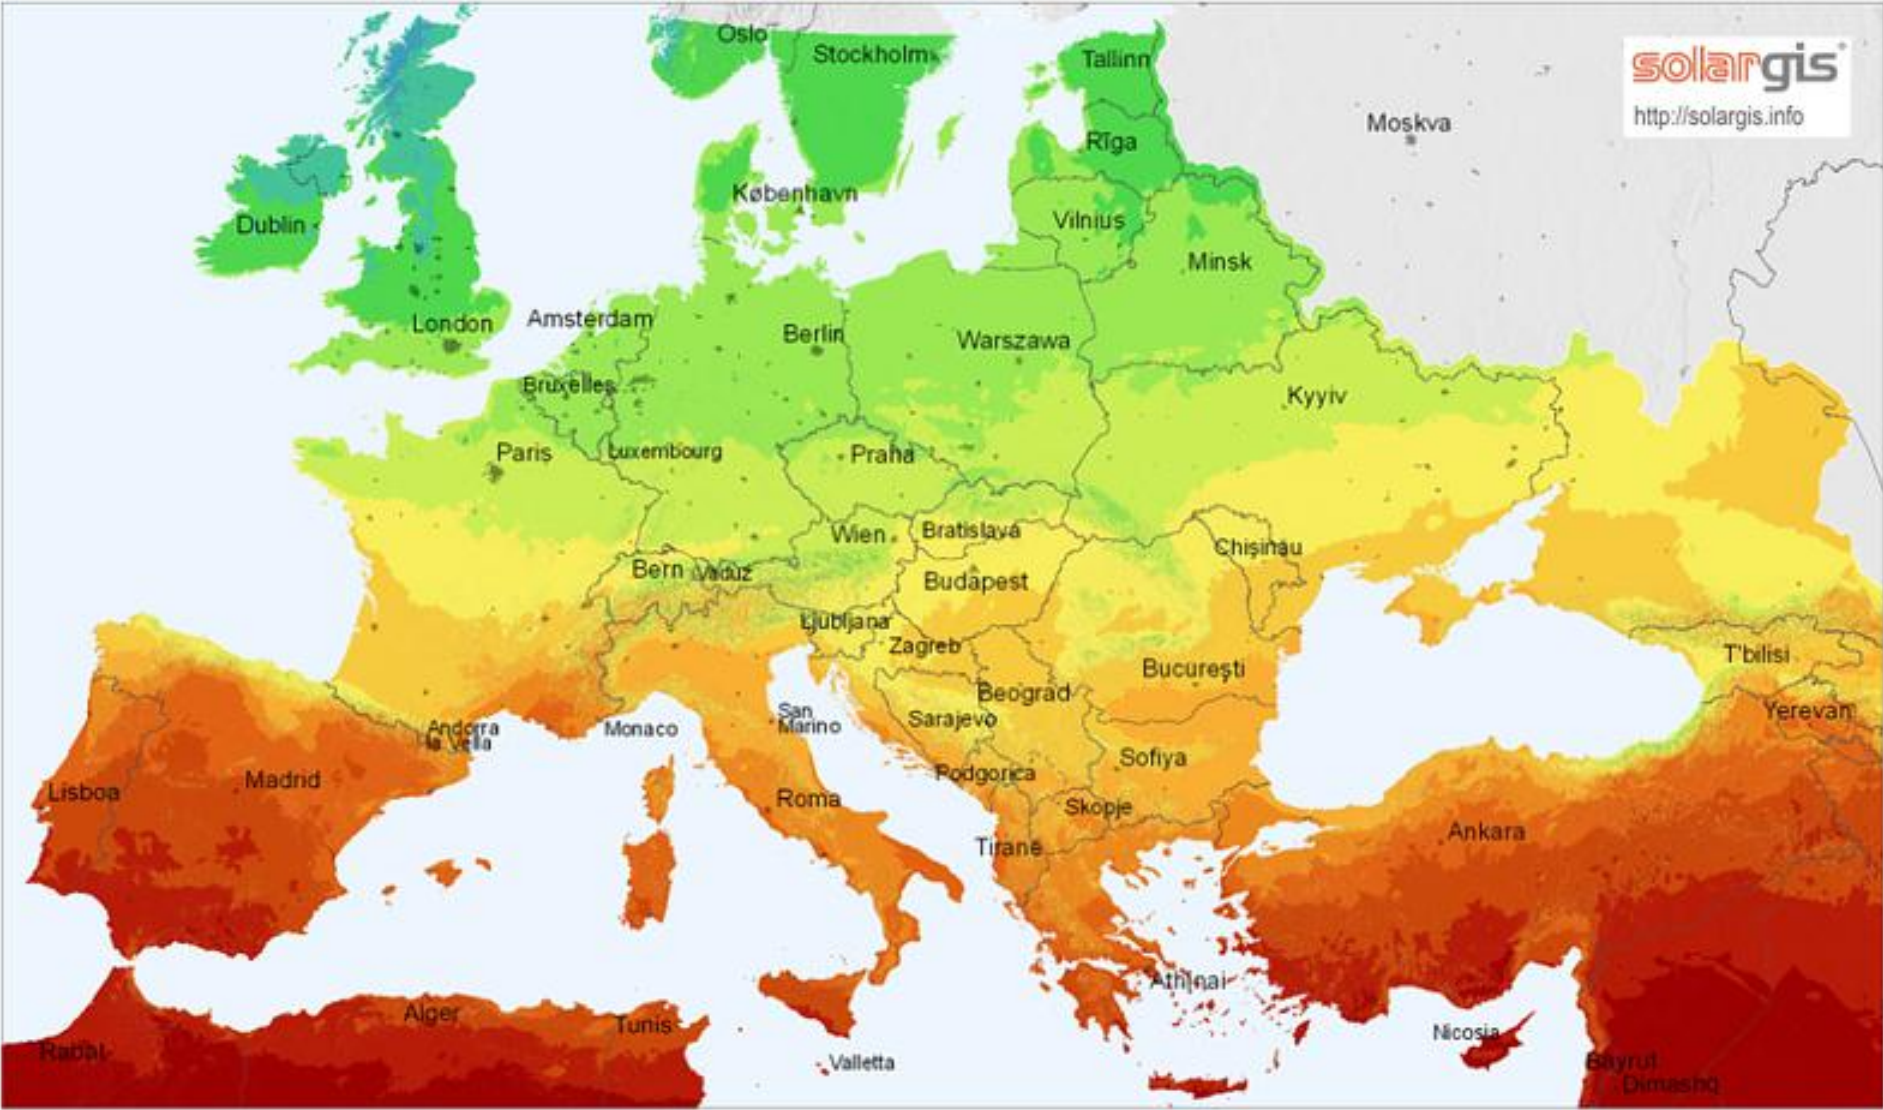 Oslo
Stockholm
Tallinn
sollargis
http://solargis.info
Moskva
Rīga
København
Vilnius
Dublin
Minsk
London
Amsterdam
Berlin
Warszawa
Bruxelles
Kyyiv
Paris
Luxembourg
Praha
Wien
Bratislava
Chişinău
Bern
Vaduz
Budapest
Ljubljana
Zagreb
T'bilisi
Bucureşti
Beograd
Yerevan
San
Marino
Sarajevo
Andorra
la Vella
Monaco
Sofiya
Podgorica
Madrid
Lisboa
Roma
Skopje
Ankara
Tirane
Athinai
Alger
Tunis
Nicosia
Rabat
Valletta
Bayrut
Dimashq